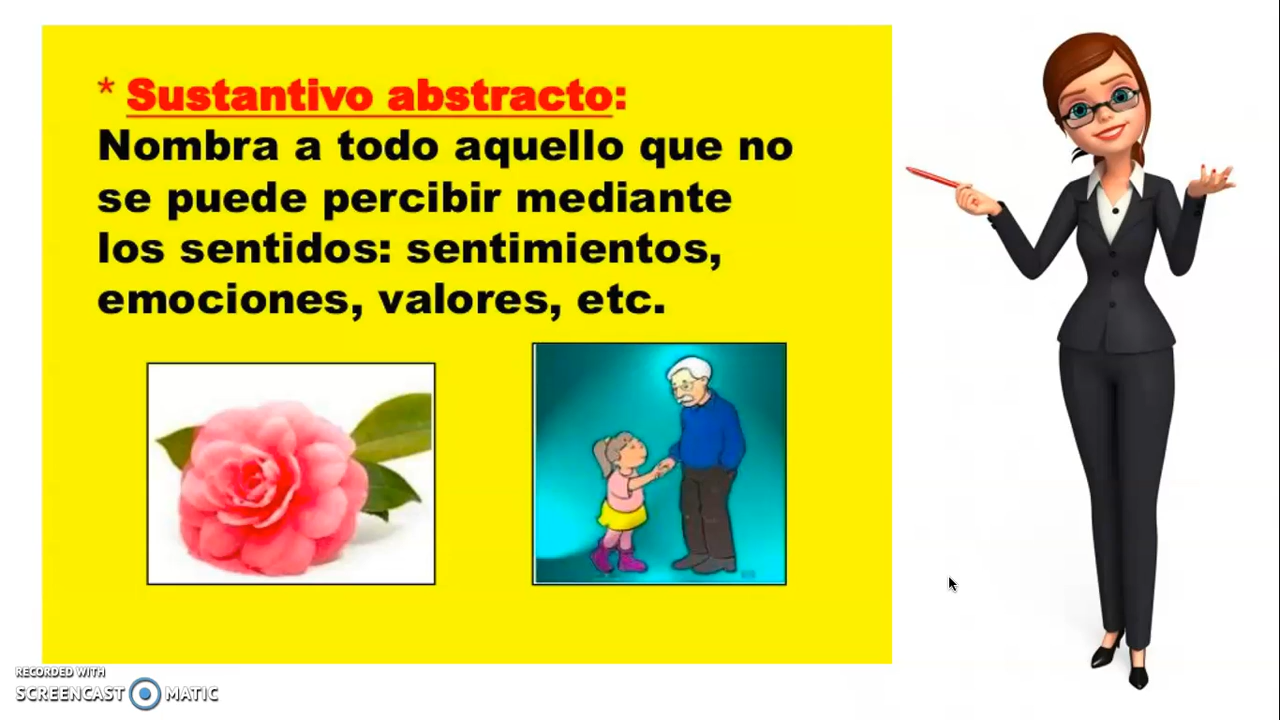 * Sustantivo abstracto:
Nombra a todo aquello que no
se puede percibir mediante
los sentidos: sentimientos,
emociones, valores, etc.
RECORDED WITH
SCREENCAST MATIC